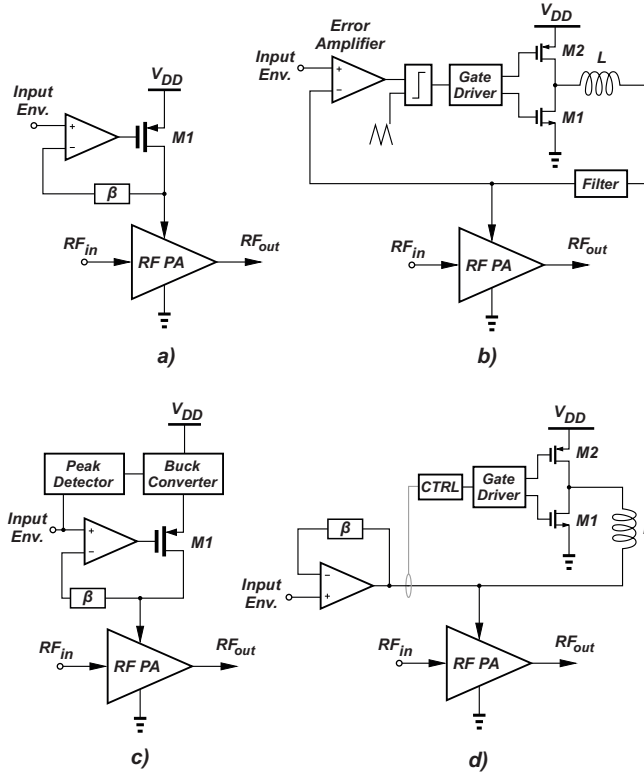 V_DD
Input
Env.
+
−
M1
β
RF_in
RF PA
RF_out
a)
Error
Amplifier
Input
Env.
+
−
Gate
Driver
V_DD
M2
M1
L
Filter
RF_in
RF PA
RF_out
b)
V_DD
Peak
Detector
Buck
Converter
Input
Env.
+
−
M1
β
RF_in
RF PA
RF_out
c)
V_DD
M2
M1
CTRL
Gate
Driver
β
−
+
Input
Env.
RF_in
RF PA
RF_out
d)